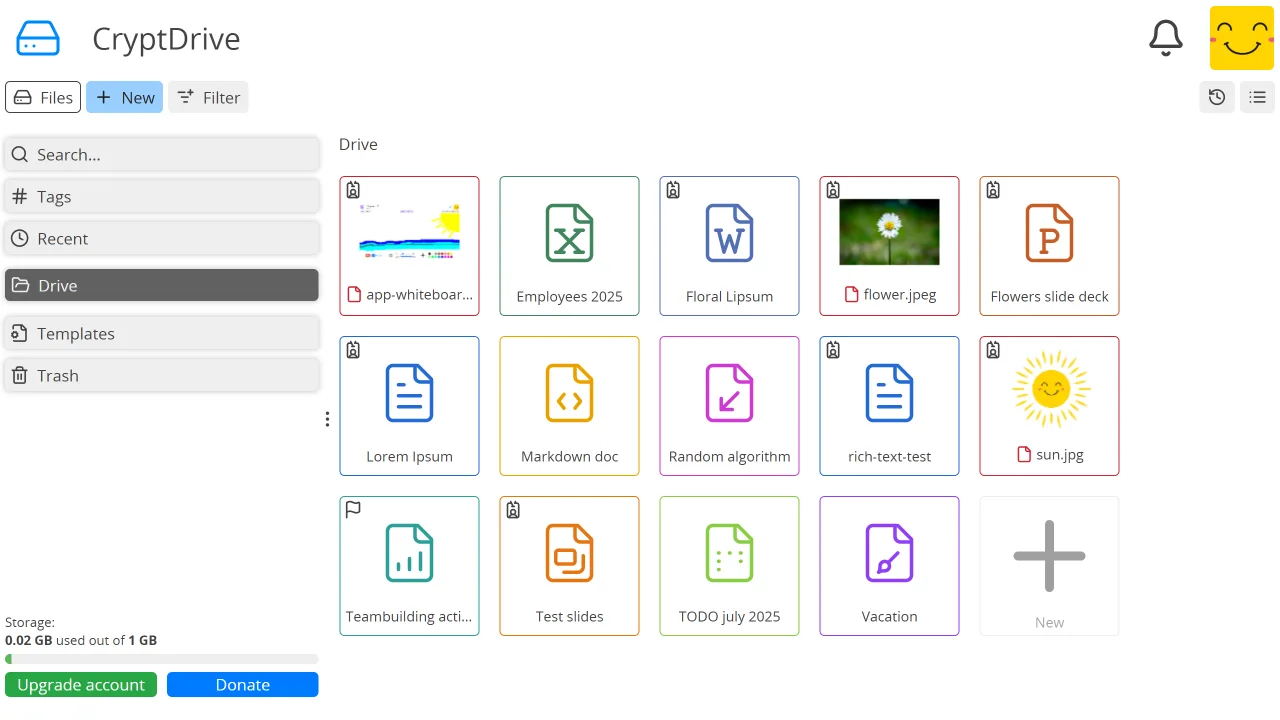 CryptDrive
Files
New
Filter
Search...
Tags
Recent
Drive
Templates
Trash
Storage:
0.02 GB used out of 1 GB
Upgrade account
Donate
Drive
app-whiteboar...
Employees 2025
Floral Lipsum
flower.jpeg
Flowers slide deck
Lorem Ipsum
Markdown doc
Random algorithm
rich-text-test
sun.jpg
Teambuilding acti...
Test slides
TODO july 2025
Vacation
New